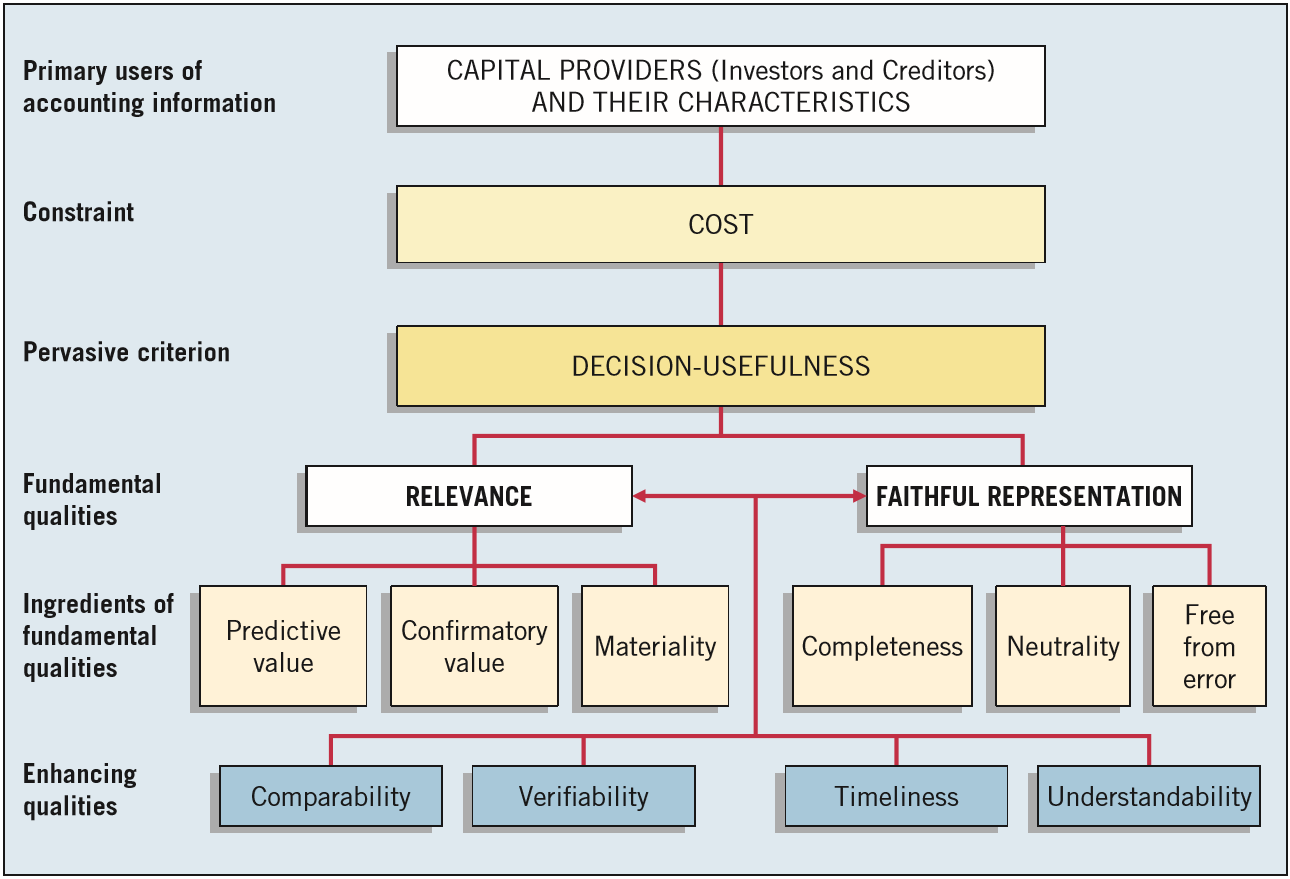 Primary users of
accounting information
CAPITAL PROVIDERS (Investors and Creditors)
AND THEIR CHARACTERISTICS
Constraint
COST
Pervasive criterion
DECISION-USEFULNESS
Fundamental
qualities
RELEVANCE
FAITHFUL REPRESENTATION
Ingredients of
fundamental
qualities
Predictive
value
Confirmatory
value
Materiality
Completeness
Neutrality
Free
from
error
Enhancing
qualities
Comparability
Verifiability
Timeliness
Understandability